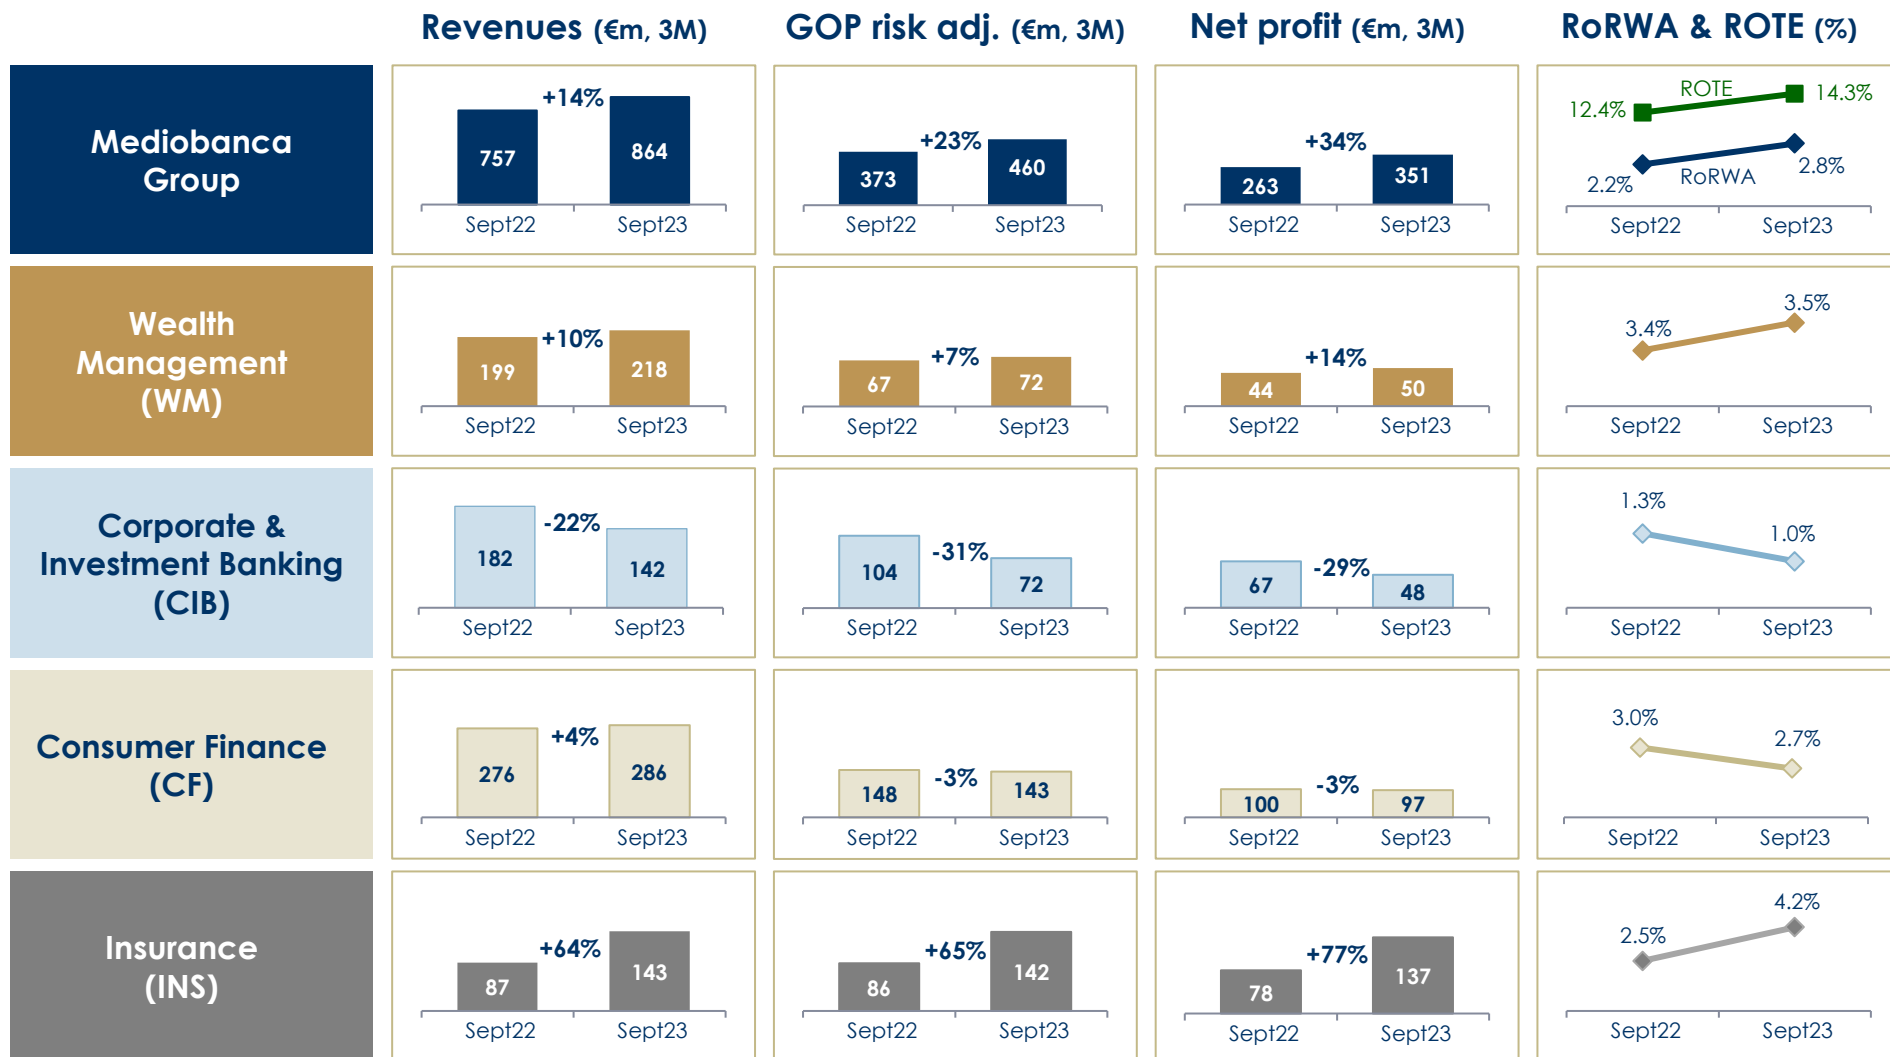 Revenues (€m, 3M)
GOP risk adj. (€m, 3M)
Net profit (€m, 3M)
RoRWA & ROTE (%)
Mediobanca
Group
+14%
757
864
Sept22
Sept23
+23%
373
460
Sept22
Sept23
+34%
263
351
Sept22
Sept23
ROTE
12.4%
14.3%
2.2%
RoRWA
2.8%
Sept22
Sept23
Wealth
Management
(WM)
+10%
199
218
Sept22
Sept23
+7%
67
72
Sept22
Sept23
+14%
44
50
Sept22
Sept23
3.4%
3.5%
Sept22
Sept23
Corporate &
Investment Banking
(CIB)
-22%
182
142
Sept22
Sept23
-31%
104
72
Sept22
Sept23
-29%
67
48
Sept22
Sept23
1.3%
1.0%
Sept22
Sept23
Consumer Finance
(CF)
+4%
276
286
Sept22
Sept23
-3%
148
143
Sept22
Sept23
-3%
100
97
Sept22
Sept23
3.0%
2.7%
Sept22
Sept23
Insurance
(INS)
+64%
87
143
Sept22
Sept23
+65%
86
142
Sept22
Sept23
+77%
78
137
Sept22
Sept23
2.5%
4.2%
Sept22
Sept23